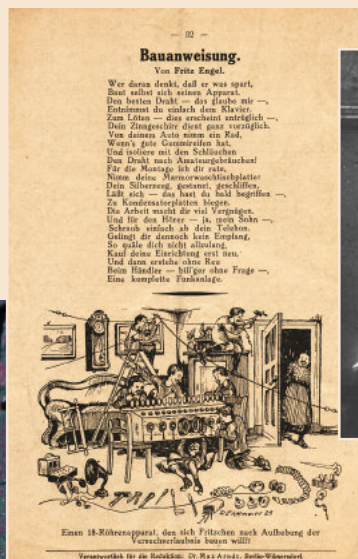 — 32 —
Bauanweisung.
Von Fritz Engel.
Wer daran denkt, daß er was spart,
Baut selbst sich seinen Apparat.
Den besten Draht — das glaube mir —,
Entnimmst du einfach dem Klavier.
Zum Löten — dies erscheint untrüglich —,
Dein Zinngeschirr dient ganz vorzüglich.
Von deinem Auto nimm ein Rad,
Wenn's gute Gummireifen hat,
Und isoliere mit den Schläuchen
Den Draht nach Amateurgebräuchen!
Für die Montage ich dir rate,
Nimm deine Marmorwaschtischplatte!
Dein Silberzeug, gestanzt, geschliffen,
Läßt sich — das hast du bald begriffen —,
Zu Kondensatorplatten biegen.
Die Arbeit macht dir viel Vergnügen.
Und für den Hörer — ja, mein Sohn —,
Schraub einfach ab dein Telephon.
Gelingt dir dennoch kein Empfang,
So quäle dich nicht allzulang,
Kauf deine Einrichtung erst neu,
Und dann erstehe ohne Reu
Beim Händler — bill'ger ohne Frage —,
Eine komplette Funkanlage.
Einen 18-Röhrenapparat, den sich Fritzchen nach Aufhebung der
Versucherlaubnis bauen will!
Verantwortlich für die Redaktion: Dr. Max Arndt, Berlin-Wilmersdorf